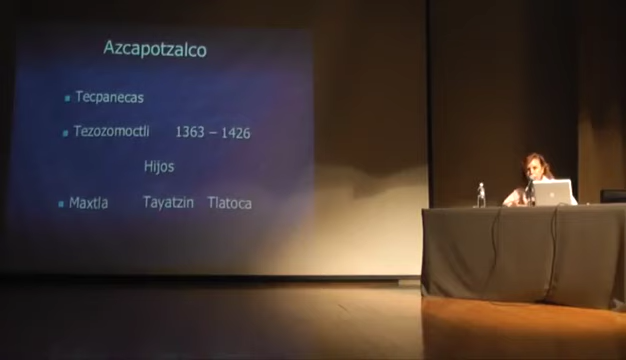 Azcapotzalco
Tecpanecas
Tezozomoctli 1363 – 1426
Hijos
Maxtla Tayatzin Tlatoca